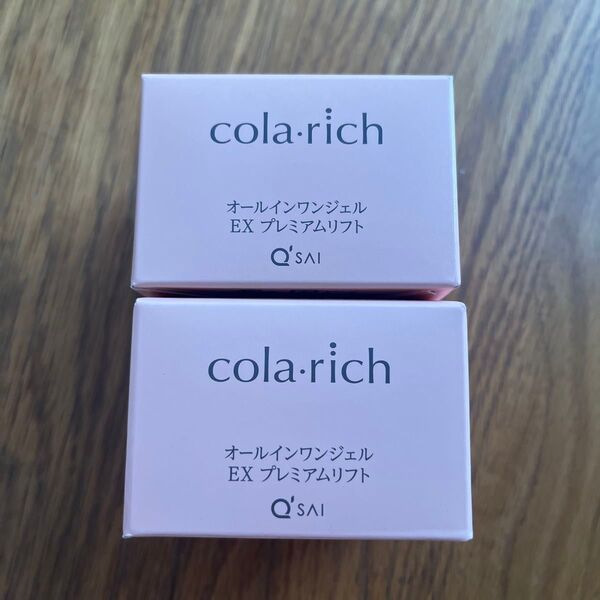 cola·rich
オールインワンジェル
EX プレミアムリフト
Q'SAI
cola·rich
オールインワンジェル
EX プレミアムリフト
Q'SAI